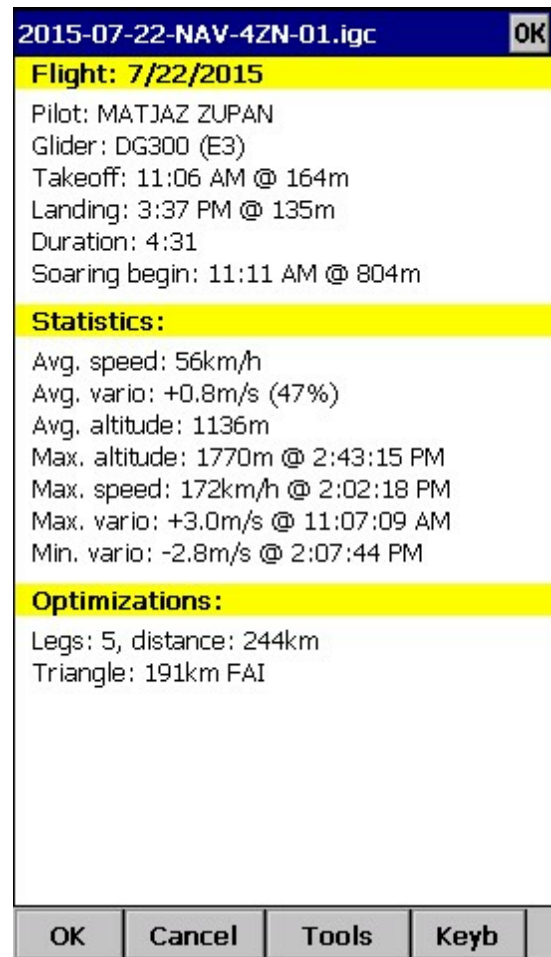 2015-07-22-NAV-4ZN-01.igc OK
Flight: 7/22/2015
Pilot: MATJAZ ZUPAN
Glider: DG300 (E3)
Takeoff: 11:06 AM @ 164m
Landing: 3:37 PM @ 135m
Duration: 4:31
Soaring begin: 11:11 AM @ 804m
Statistics:
Avg. speed: 56km/h
Avg. vario: +0.8m/s (47%)
Avg. altitude: 1136m
Max. altitude: 1770m @ 2:43:15 PM
Max. speed: 172km/h @ 2:02:18 PM
Max. vario: +3.0m/s @ 11:07:09 AM
Min. vario: -2.8m/s @ 2:07:44 PM
Optimizations:
Legs: 5, distance: 244km
Triangle: 191km FAI
OK Cancel Tools Keyb